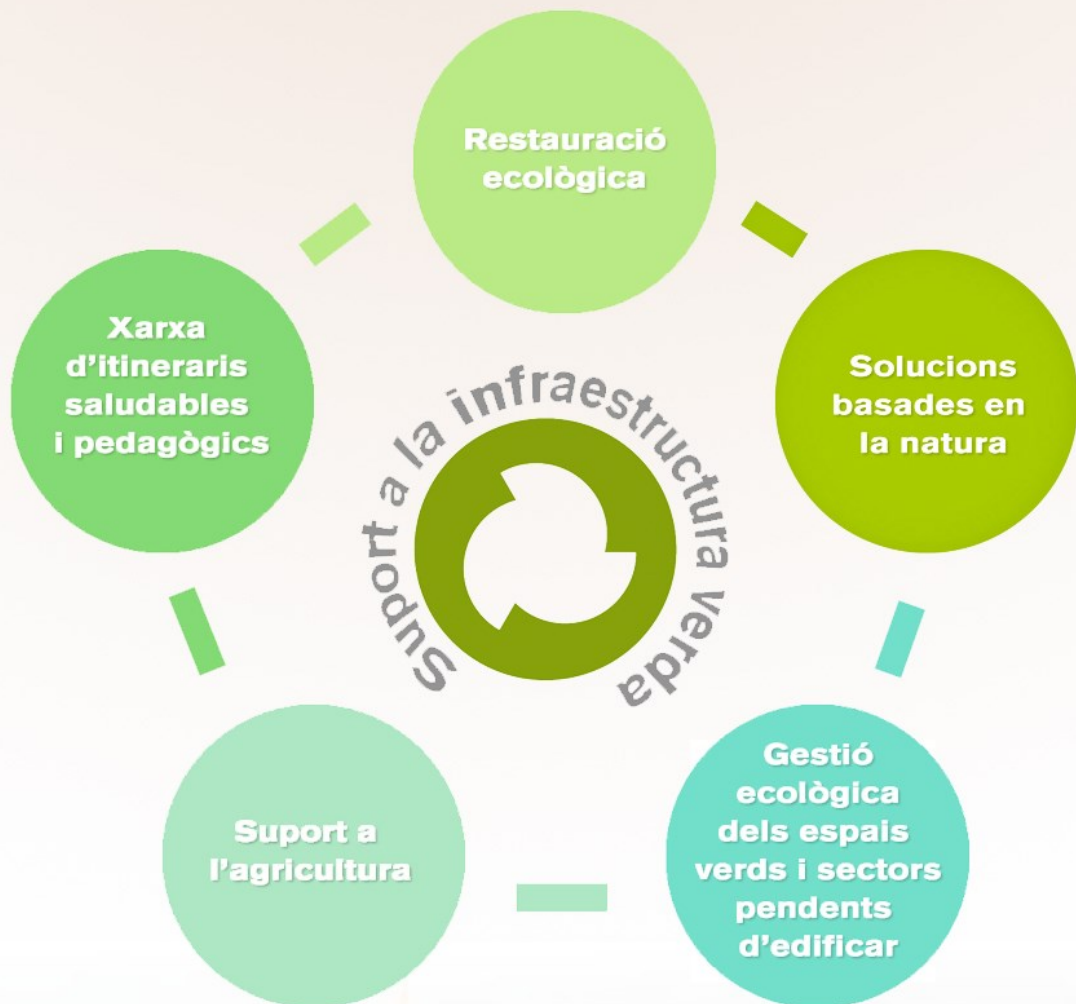 Restauració
ecològica
Solucions
basades en
la natura
Gestió
ecològica
dels espais
verds i sectors
pendents
d'edificar
Suport a
l'agricultura
Xarxa
d'itineraris
saludables
i pedagògics
Suport a la infraestructura verda